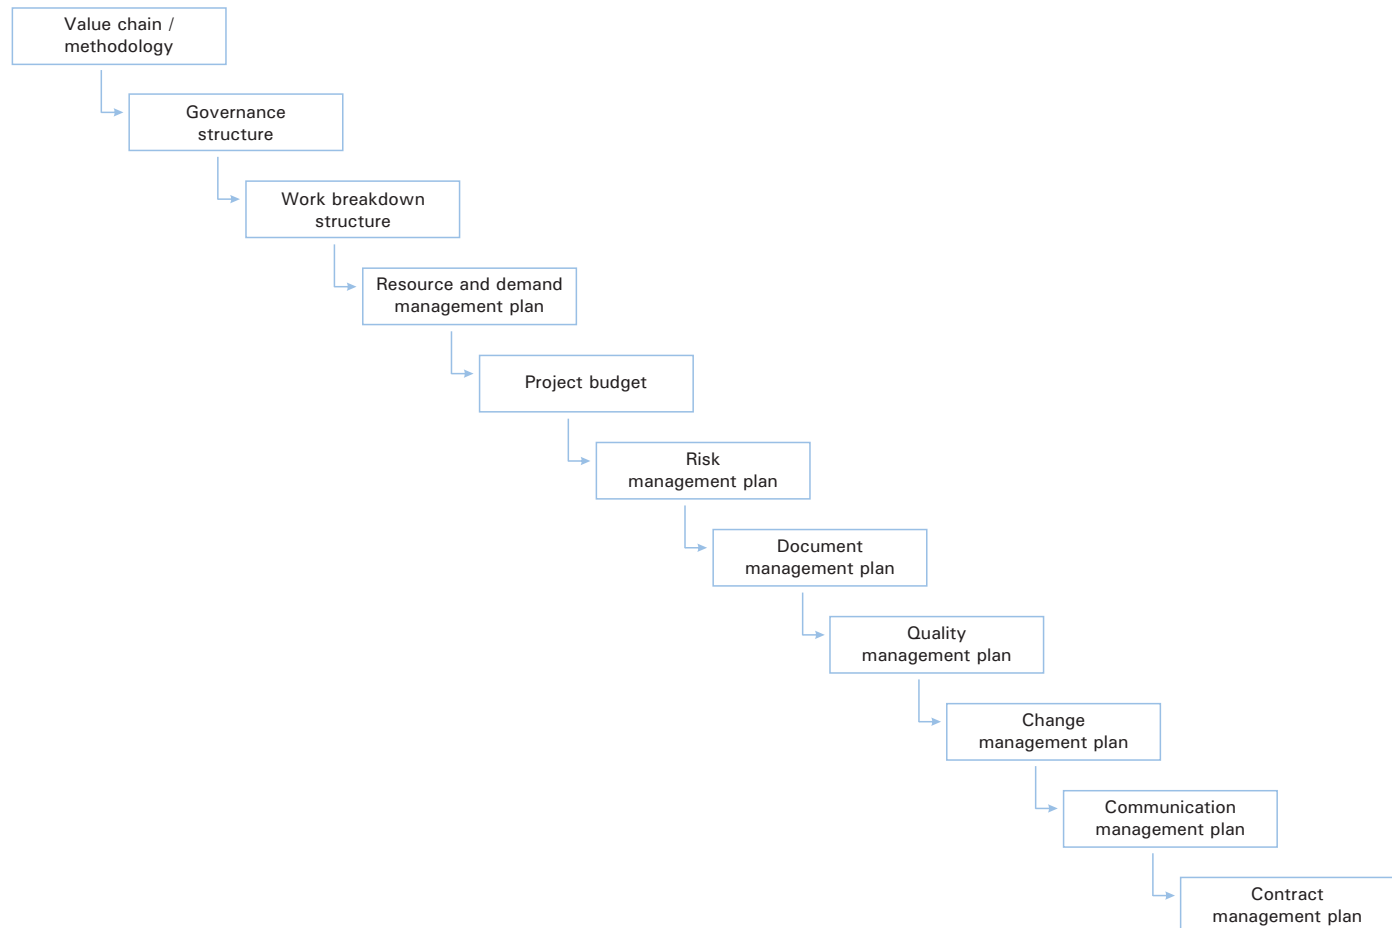 Value chain /
methodology
Governance
structure
Work breakdown
structure
Resource and demand
management plan
Project budget
Risk
management plan
Document
management plan
Quality
management plan
Change
management plan
Communication
management plan
Contract
management plan